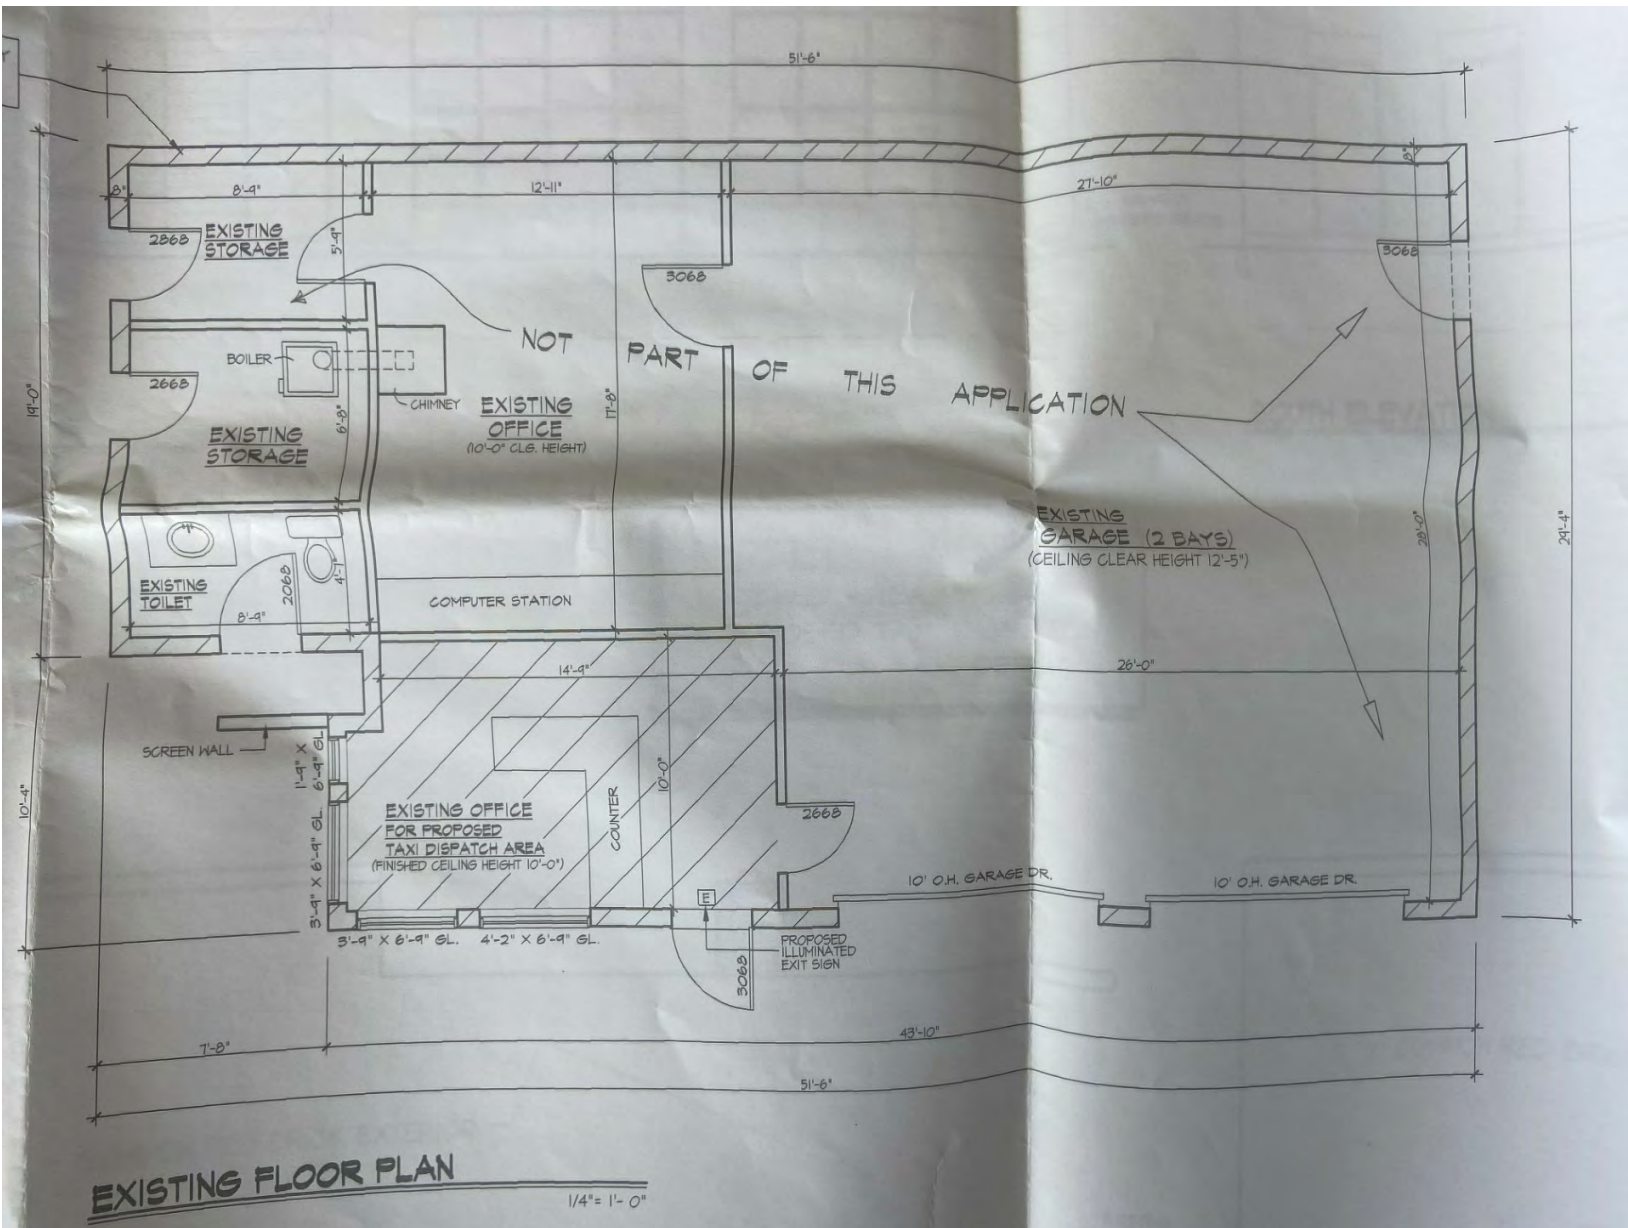 Y
51'-6"
8"
8'-9"
12'-11"
27'-10"
8"
2868
EXISTING
STORAGE
5'-9"
3068
3068
NOT PART OF THIS APPLICATION
BOILER
2668
CHIMNEY
EXISTING
OFFICE
(10'-0" CLG. HEIGHT)
17'-8"
19'-0"
EXISTING
STORAGE
6'-8"
EXISTING
GARAGE (2 BAYS)
(CEILING CLEAR HEIGHT 12'-5")
28'-0"
29'-4"
EXISTING
TOILET
2068
4'-7"
8'-9"
COMPUTER STATION
14'-9"
26'-0"
SCREEN WALL
1'-9" X
6'-9" GL.
3'-9" X 6'-9" GL.
10'-4"
10'-0"
COUNTER
EXISTING OFFICE
FOR PROPOSED
TAXI DISPATCH AREA
(FINISHED CEILING HEIGHT 10'-0")
2668
10' O.H. GARAGE DR.
10' O.H. GARAGE DR.
E
3'-9" X 6'-9" GL.
4'-2" X 6'-9" GL.
3068
PROPOSED
ILLUMINATED
EXIT SIGN
7'-8"
43'-10"
51'-6"
EXISTING FLOOR PLAN
1/4"= 1'- 0"